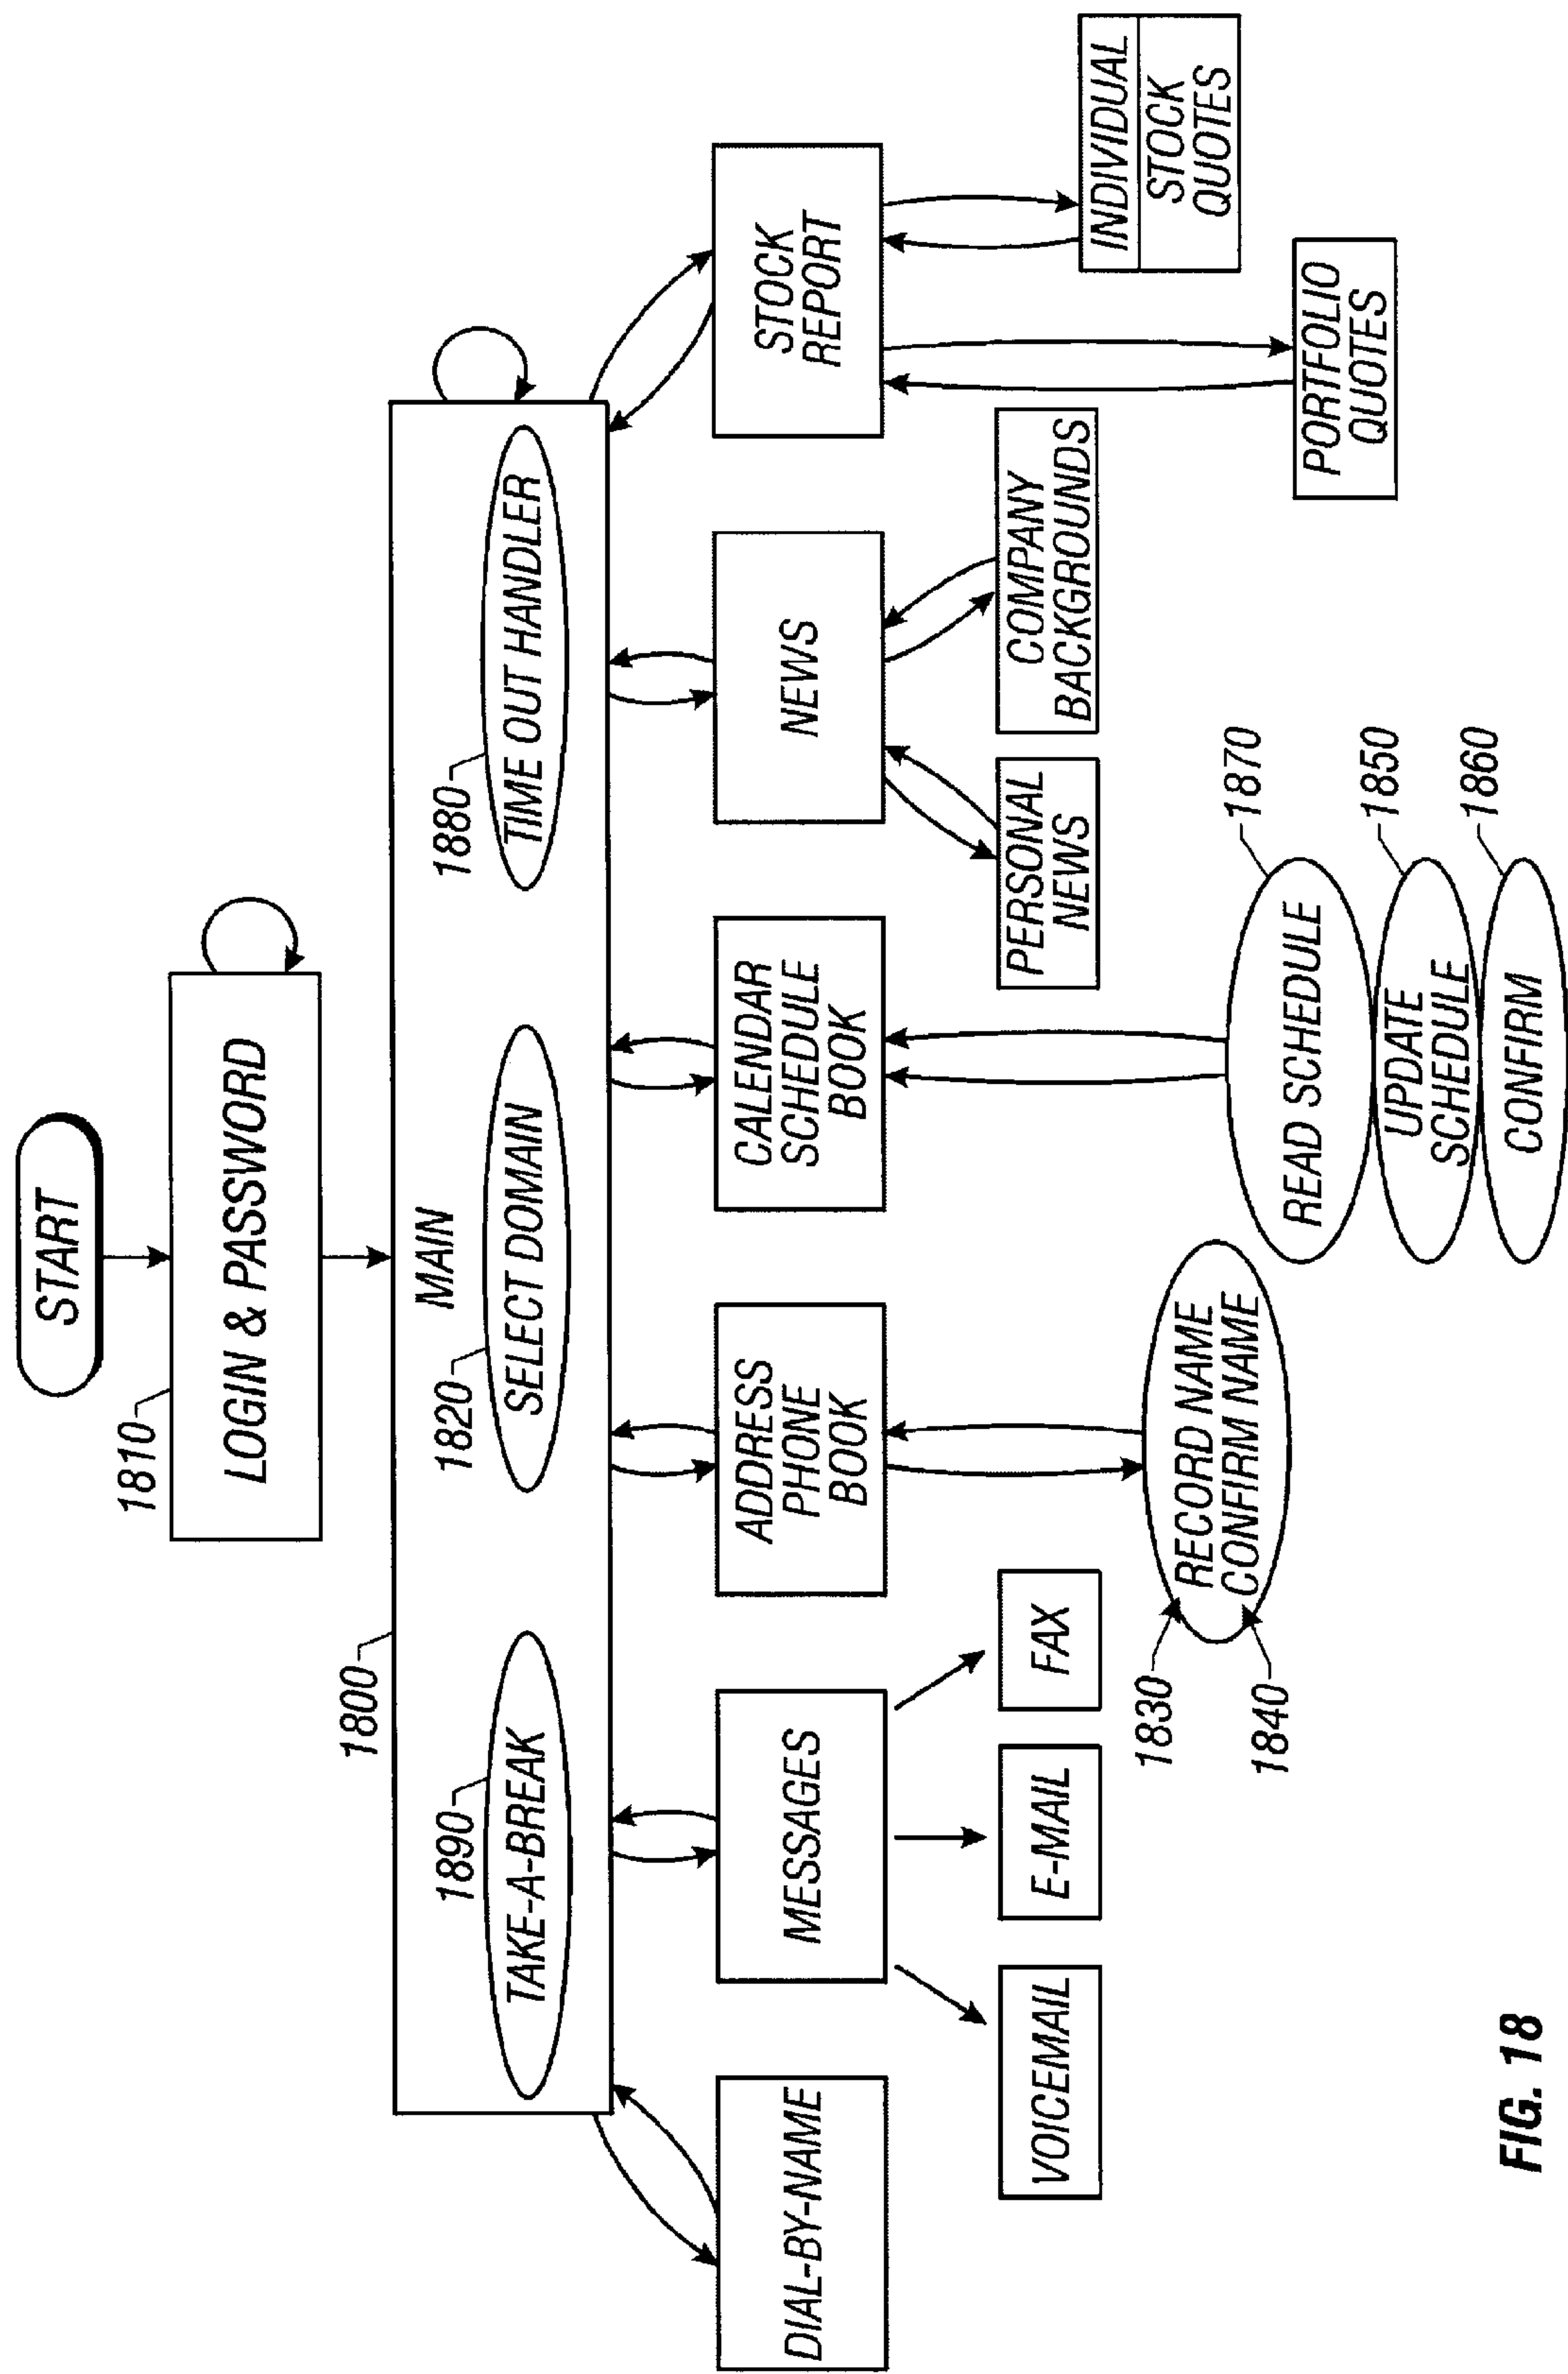 START
1810
LOGIN & PASSWORD
1800
MAIN
1890
TAKE-A-BREAK
1820
SELECT DOMAIN
1880
TIME OUT HANDLER
DIAL-BY-NAME
MESSAGES
ADDRESS
PHONE
BOOK
CALENDAR
SCHEDULE
BOOK
NEWS
STOCK
REPORT
VOICEMAIL
E-MAIL
FAX
1830
1840
RECORD NAME
CONFIRM NAME
READ SCHEDULE
1870
UPDATE
SCHEDULE
1850
CONFIRM
1860
PERSONAL
NEWS
COMPANY
BACKGROUNDS
PORTFOLIO
QUOTES
INDIVIDUAL
STOCK
QUOTES
FIG. 18